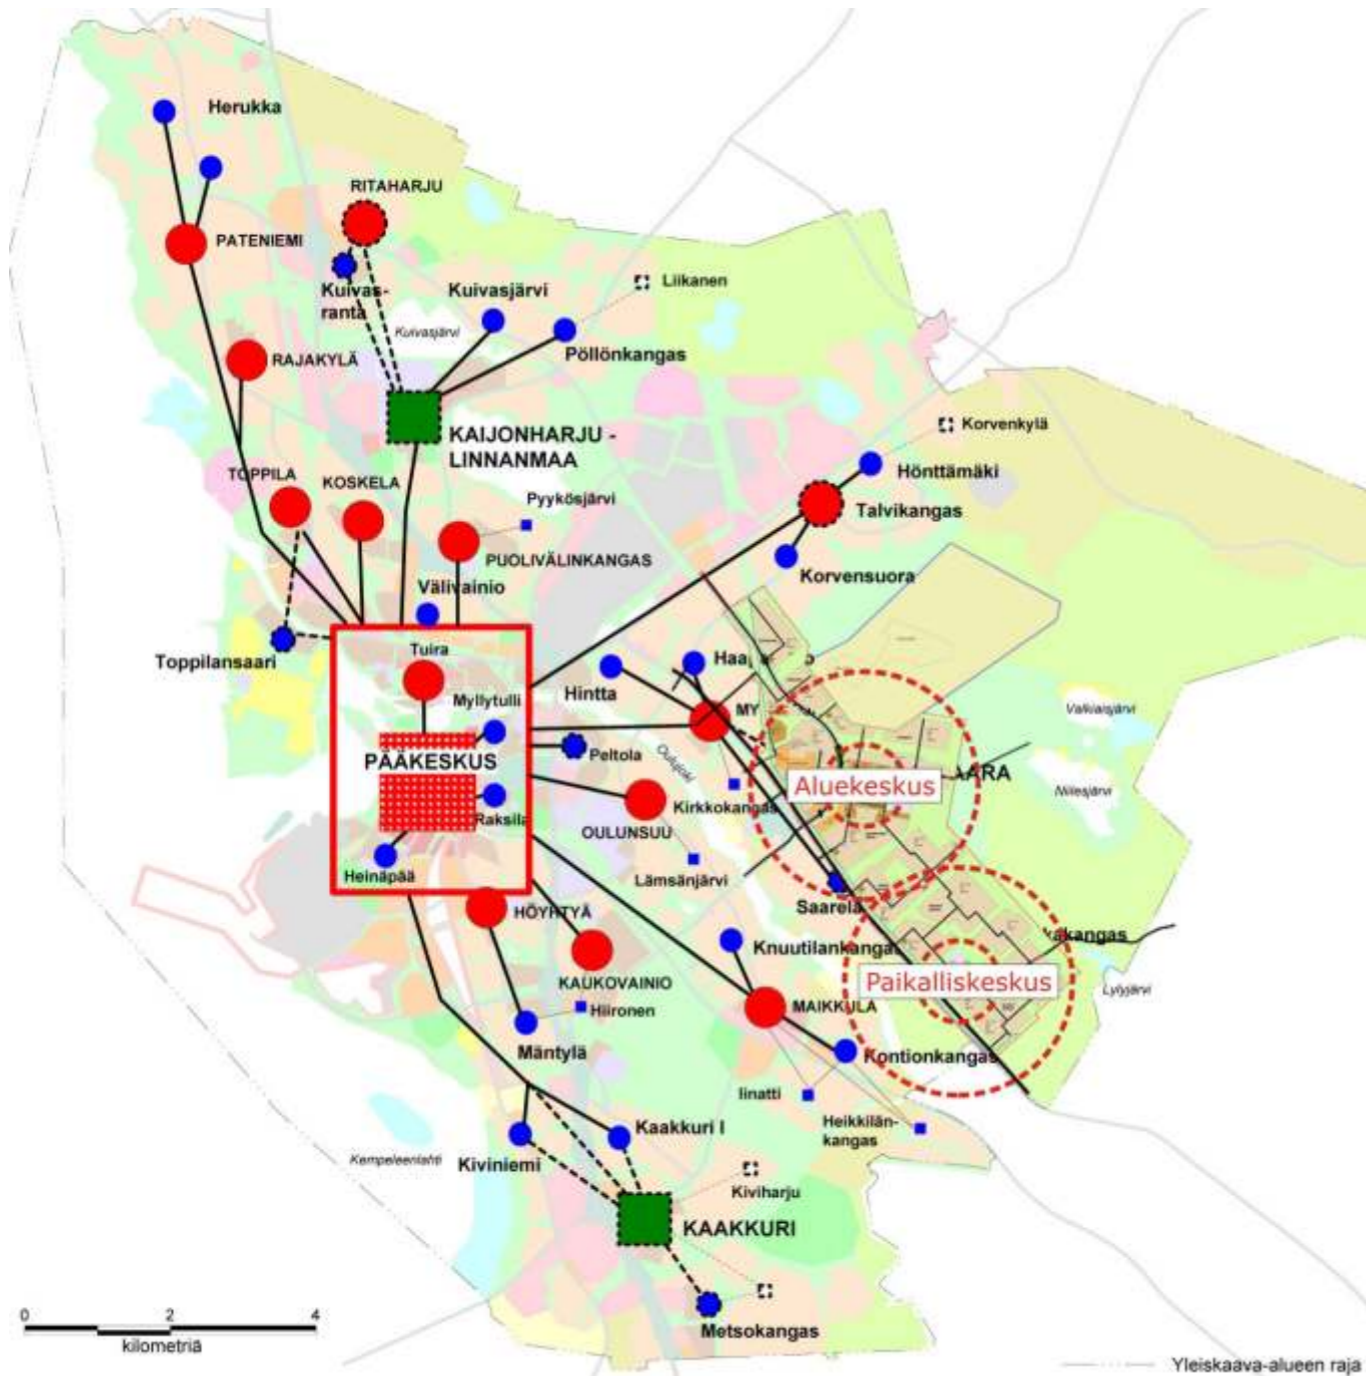 Herukka
RITAHARJU
PATENIEMI
Kuivas-
ranta
Kuivasjärvi
Liikanen
Kuivasjärvi
Pöllönkangas
RAJAKYLÄ
KAIJONHARJU -
LINNANMAA
Korvenkylä
Hönttämäki
TOPPILA
KOSKELA
Pyykösjärvi
Talvikangas
PUOLIVÄLINKANGAS
Korvensuora
Välivainio
Toppilansaari
Tuira
Hintta
Haa
Myllytulli
MY
Valkiaisjärvi
PÄÄKESKUS
Peltola
Oulujoki
Aluekeskus
AARA
Niilesjärvi
Kirkkokangas
Raksila
OULUNSUU
Heinäpää
Lämsänjärvi
Saarela
HÖYHTYÄ
Knuutilankangas
kangas
KAUKOVAINIO
Paikalliskeskus
Lylyjärvi
MAIKKULA
Hiironen
Mäntylä
Kontionkangas
Iinatti
Heikkilän-
kangas
Kaakkuri I
Kempeleenlahti
Kiviniemi
Kiviharju
KAAKKURI
0 2 4
kilometriä
Metsokangas
Yleiskaava-alueen raja